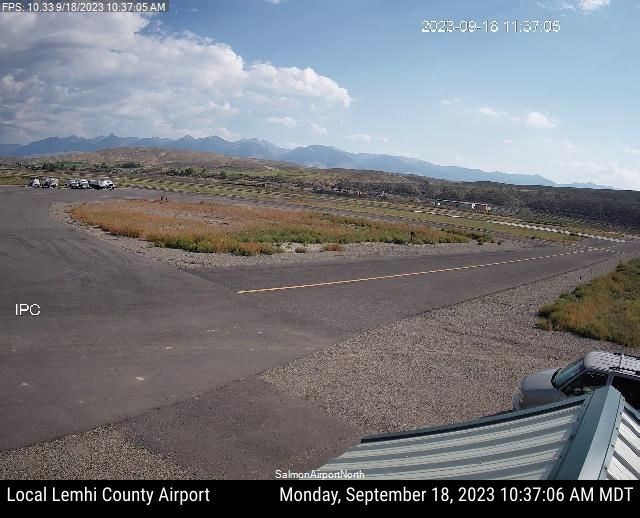 FPS: 10.33 9/18/2023 10:37:05 AM
2023-09-18 11:37:05
IPC
SalmonAirportNorth
Local Lemhi County Airport Monday, September 18, 2023 10:37:06 AM MDT